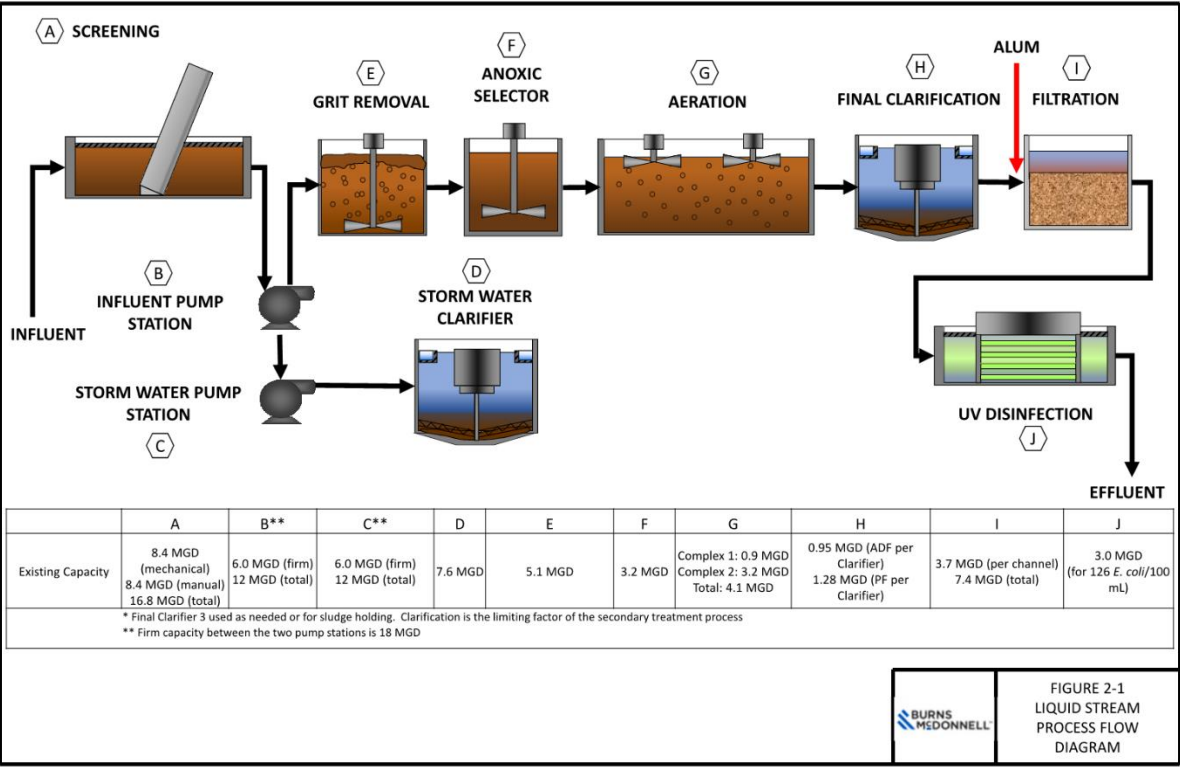 A SCREENING
E
GRIT REMOVAL
F
ANOXIC
SELECTOR
G
AERATION
H
FINAL CLARIFICATION
ALUM
I
FILTRATION
B
INFLUENT PUMP
STATION
INFLUENT
D
STORM WATER
CLARIFIER
STORM WATER PUMP
STATION
C
UV DISINFECTION
J
EFFLUENT
A B** C** D E F G H I J
Existing Capacity
8.4 MGD
(mechanical)
8.4 MGD (manual)
16.8 MGD (total)
6.0 MGD (firm)
12 MGD (total)
6.0 MGD (firm)
12 MGD (total)
7.6 MGD
5.1 MGD
3.2 MGD
Complex 1: 0.9 MGD
Complex 2: 3.2 MGD
Total: 4.1 MGD
0.95 MGD (ADF per
Clarifier)
1.28 MGD (PF per
Clarifier)
3.7 MGD (per channel)
7.4 MGD (total)
3.0 MGD
(for 126 E. coli/100
mL)
* Final Clarifier 3 used as needed or for sludge holding. Clarification is the limiting factor of the secondary treatment process
** Firm capacity between the two pump stations is 18 MGD
BURNS
McDONNELL
FIGURE 2-1
LIQUID STREAM
PROCESS FLOW
DIAGRAM